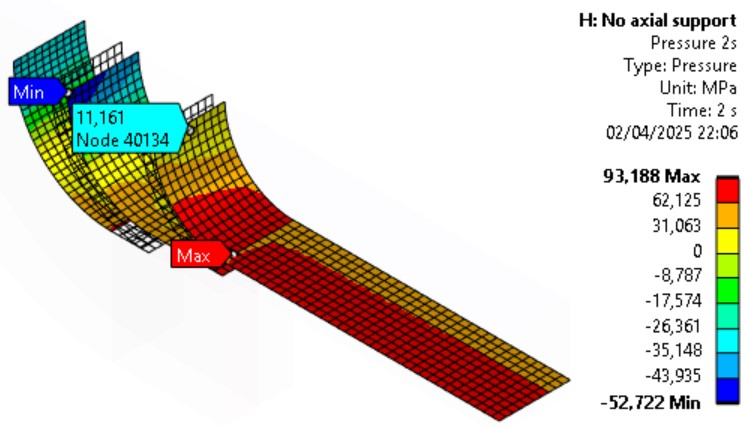 H: No axial support
Pressure 2s
Type: Pressure
Unit: MPa
Time: 2 s
02/04/2025 22:06
93,188 Max
62,125
31,063
0
-8,787
-17,574
-26,361
-35,148
-43,935
-52,722 Min
Min
11,161
Node 40134
Max